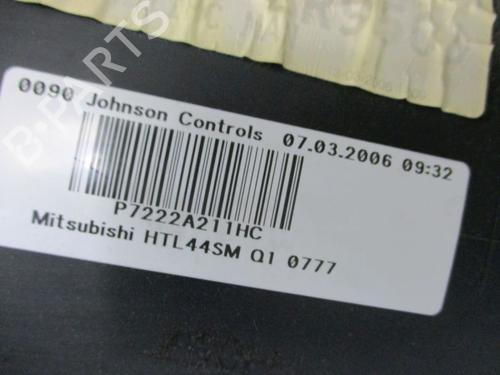 B-PARTS
0090 Johnson Controls 07.03.2006 09:32
P7222A211HC
Mitsubishi HTL44SM Q1 0777